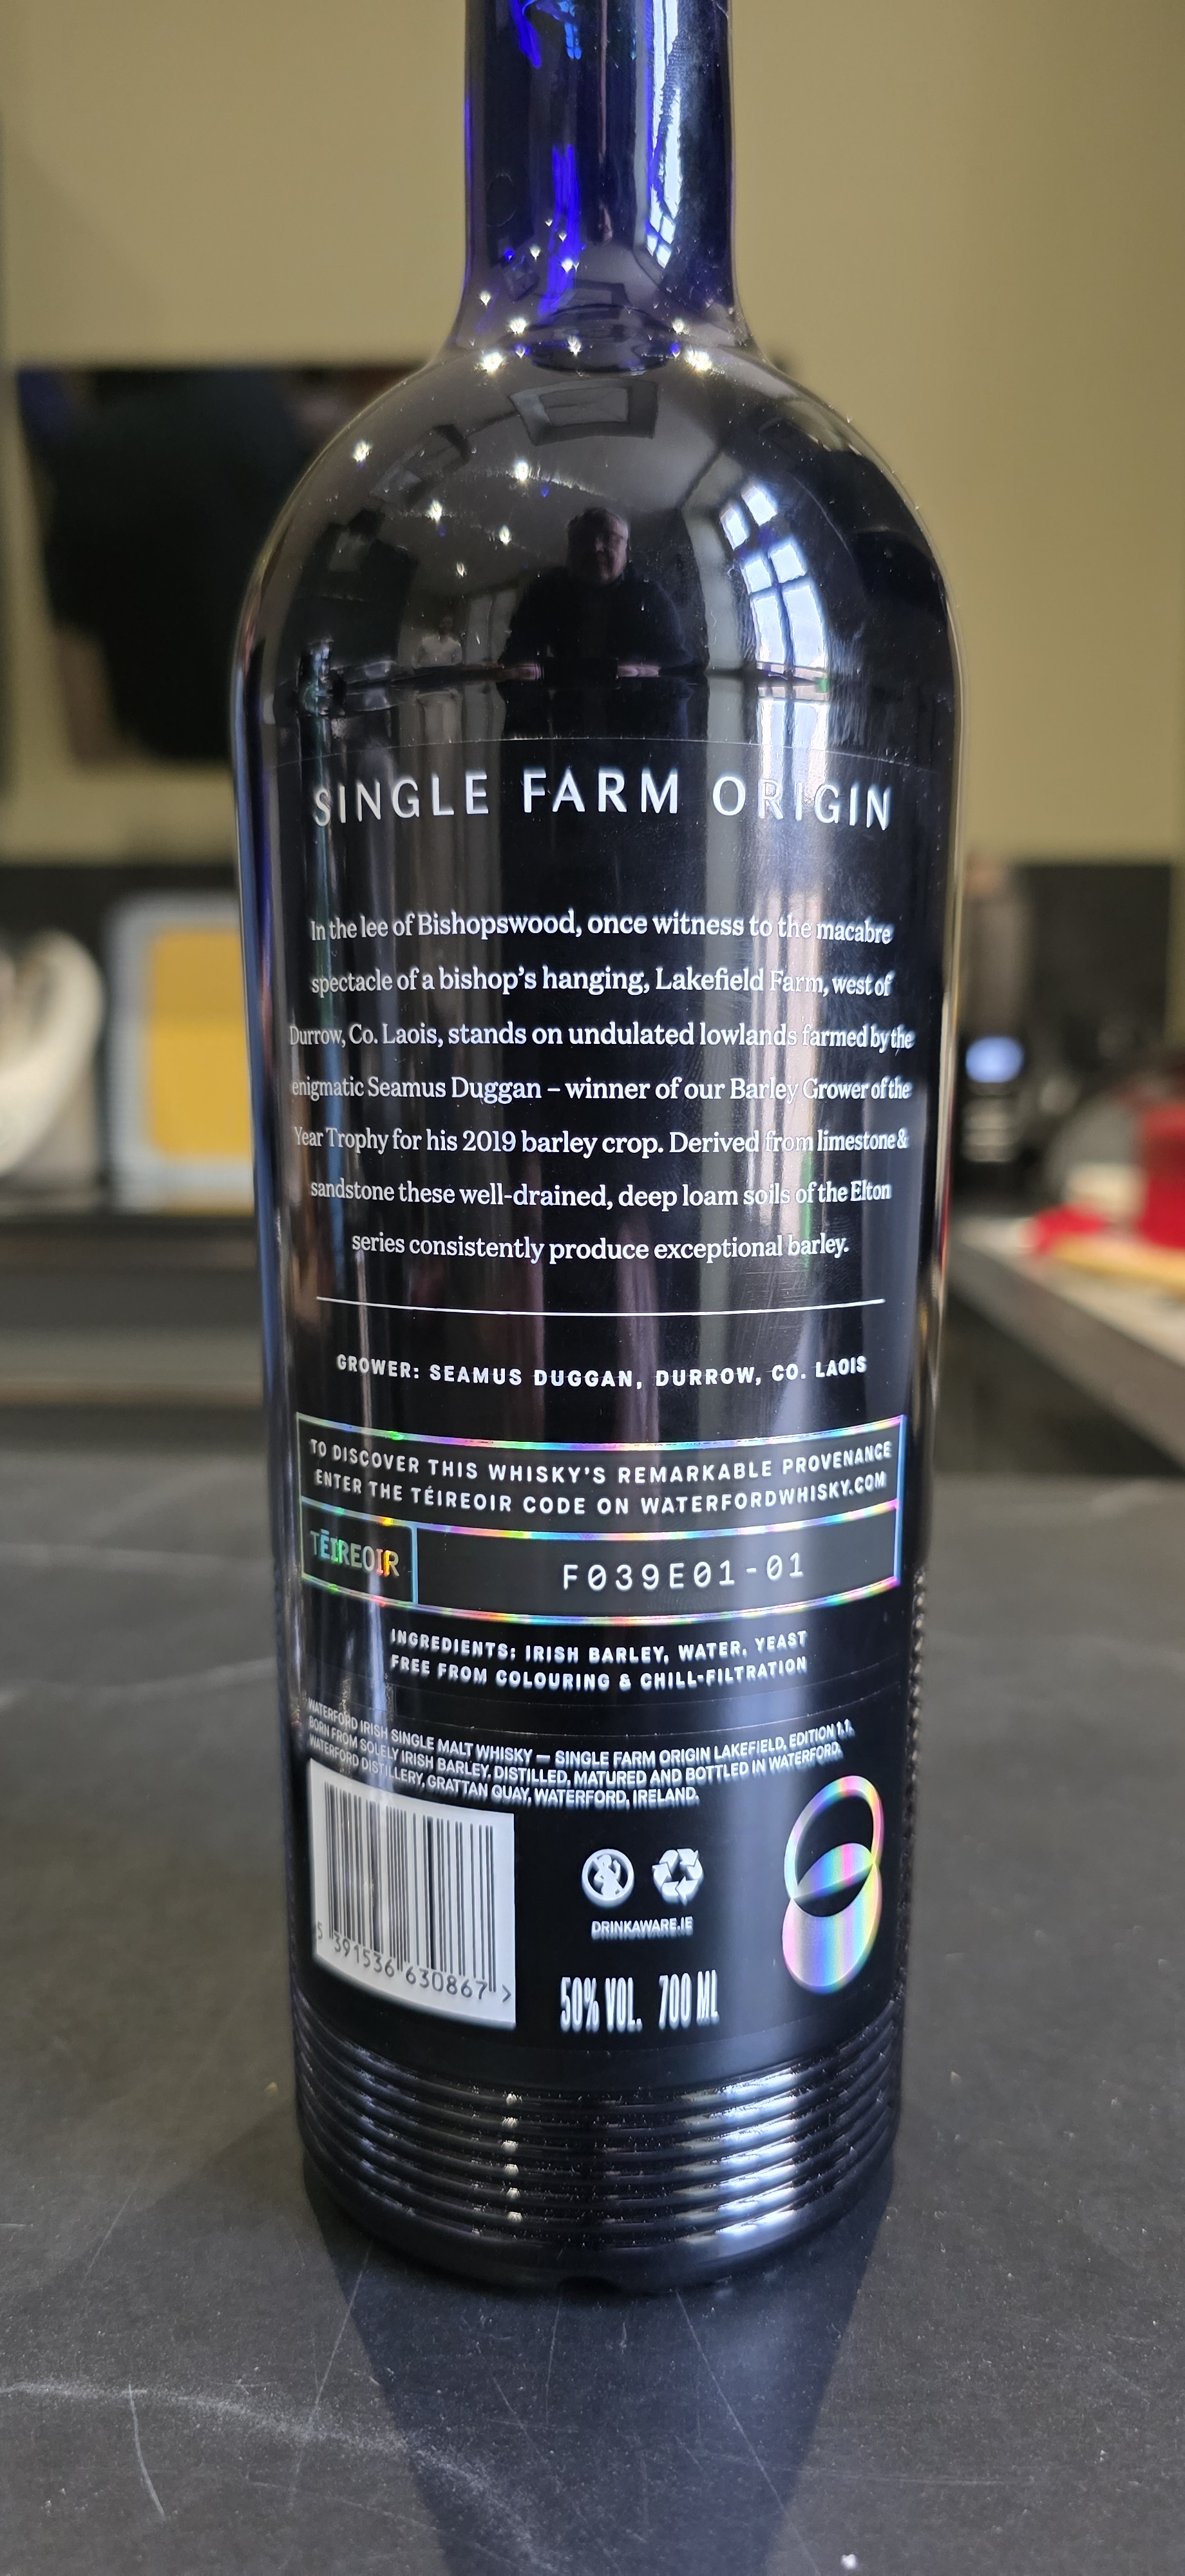 SINGLE FARM ORIGIN
In the lee of Bishopswood, once witness to the macabre
spectacle of a bishop's hanging, Lakefield Farm, west of
Durrow, Co. Laois, stands on undulated lowlands farmed by the
enigmatic Seamus Duggan – winner of our Barley Grower of the
Year Trophy for his 2019 barley crop. Derived from limestone &
sandstone these well-drained, deep loam soils of the Elton
series consistently produce exceptional barley.
GROWER: SEAMUS DUGGAN, DURROW, CO. LAOIS
TO DISCOVER THIS WHISKY'S REMARKABLE PROVENANCE
ENTER THE TÉIREOIR CODE ON WATERFORDWHISKY.COM
TÉIREOIR F039E01-01
INGREDIENTS: IRISH BARLEY, WATER, YEAST
FREE FROM COLOURING & CHILL-FILTRATION
WATERFORD IRISH SINGLE MALT WHISKY — SINGLE FARM ORIGIN LAKEFIELD, EDITION 1.1.
BORN FROM SOLELY IRISH BARLEY, DISTILLED, MATURED AND BOTTLED IN WATERFORD.
WATERFORD DISTILLERY, GRATTAN QUAY, WATERFORD, IRELAND.
5 391536 630867 >
DRINKAWARE.IE
50% VOL. 700 ML